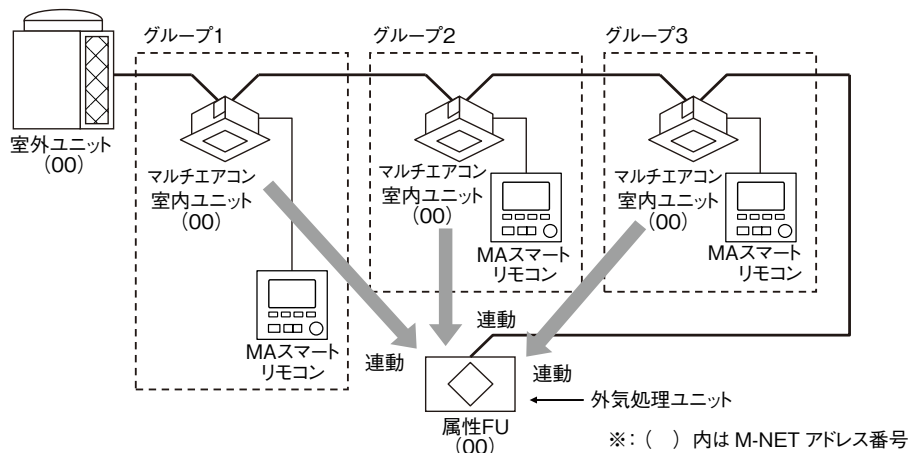 グループ1
グループ2
グループ3
室外ユニット
(00)
マルチエアコン
室内ユニット
(00)
マルチエアコン
室内ユニット
(00)
マルチエアコン
室内ユニット
(00)
MAスマート
リモコン
MAスマート
リモコン
MAスマート
リモコン
連動
連動
連動
外気処理ユニット
属性FU
(00)
※:( )内は M-NET アドレス番号